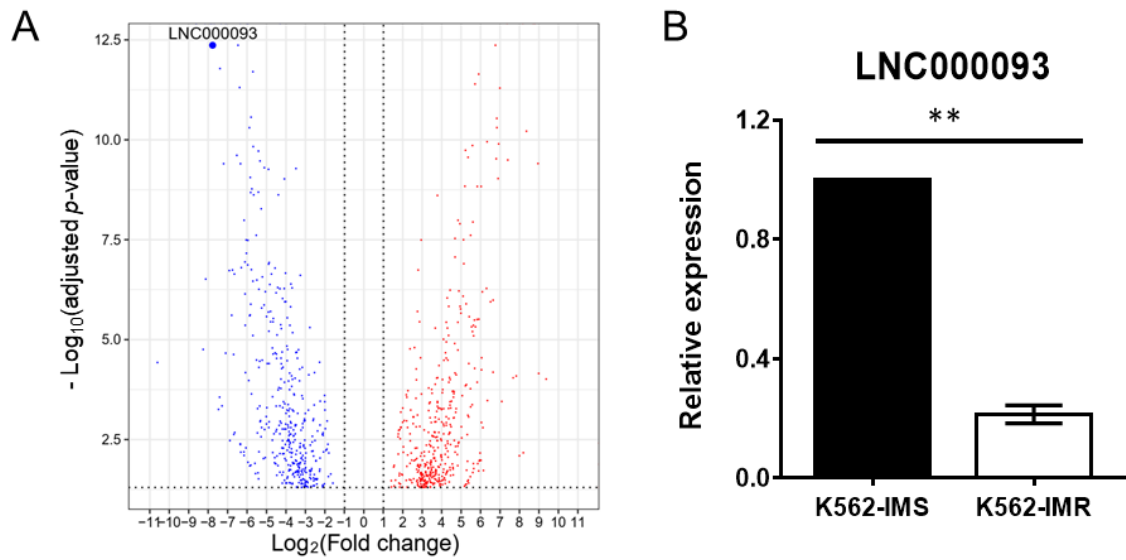 A
LNC000093
12.5
10.0
7.5
5.0
2.5
- Log10(adjusted p-value)
−11 −10 −9 −8 −7 −6 −5 −4 −3 −2 −1 0 1 2 3 4 5 6 7 8 9 10 11
Log2(Fold change)
B
LNC000093
**
1.2
0.8
0.4
0.0
Relative expression
K562-IMS K562-IMR